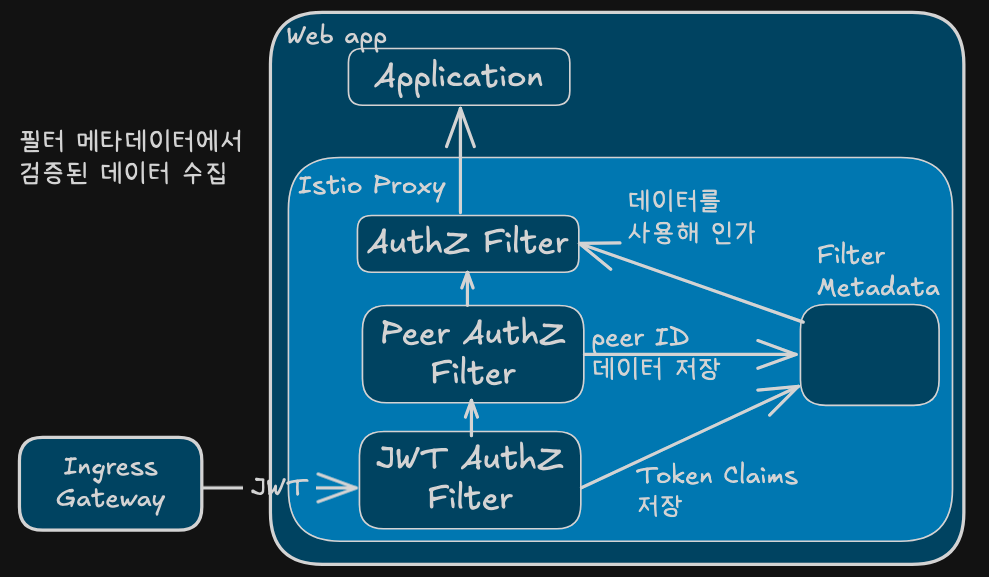 Web app
Application
필터 메타데이터에서
검증된 데이터 수집
Istio Proxy
데이터를
사용해 인가
AuthZ Filter
Filter
Metadata
Peer AuthZ
Filter
peer ID
데이터 저장
JWT AuthZ
Filter
Ingress
Gateway
JWT
Token Claims
저장